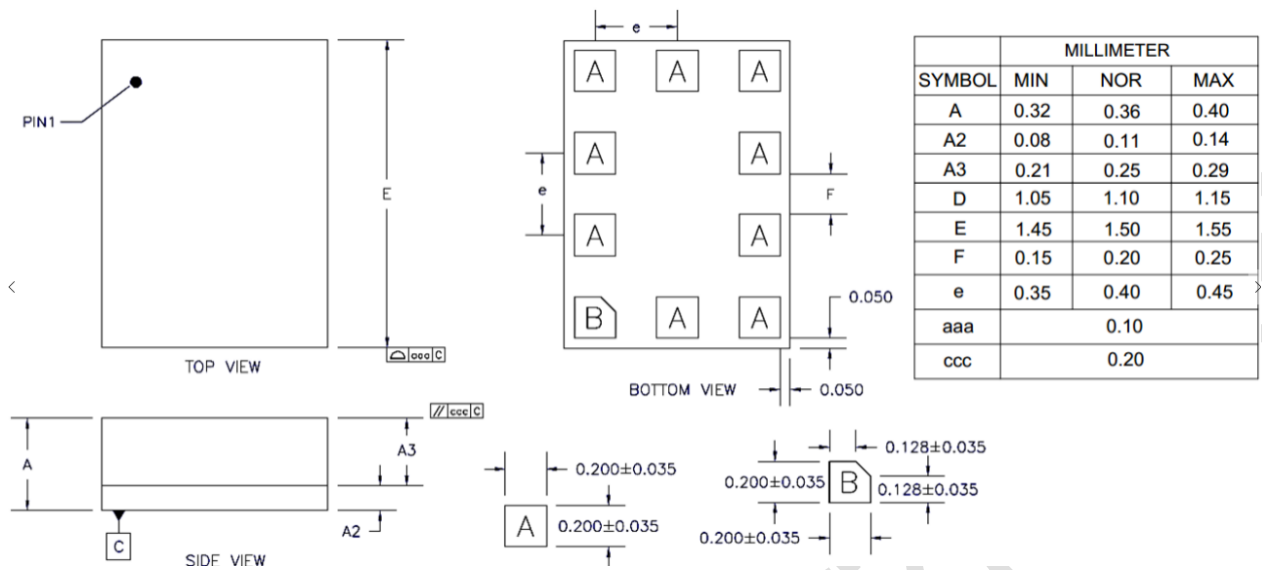 PIN1
E
⌓ aaa C
TOP VIEW
e
A A A
A A
e
F
A A
B A A
0.050
BOTTOM VIEW
0.050
MILLIMETER
SYMBOL MIN NOR MAX
A 0.32 0.36 0.40
A2 0.08 0.11 0.14
A3 0.21 0.25 0.29
D 1.05 1.10 1.15
E 1.45 1.50 1.55
F 0.15 0.20 0.25
e 0.35 0.40 0.45
aaa 0.10
ccc 0.20
// ccc C
A
A3
A2
C
SIDE VIEW
A
0.200±0.035
0.200±0.035
B
0.128±0.035
0.200±0.035
0.128±0.035
0.200±0.035